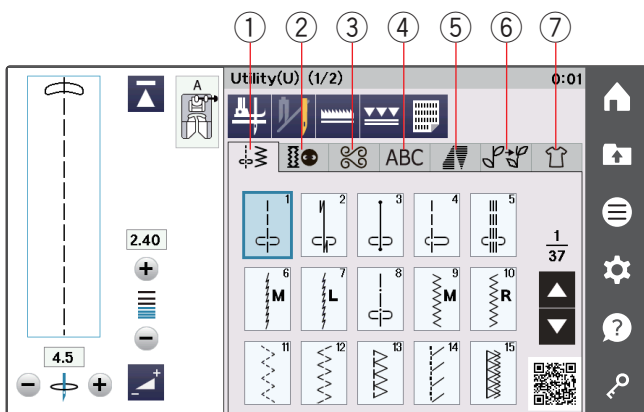 ① ② ③ ④ ⑤ ⑥ ⑦
A
Utility(U) (1/2)
0:01
ABC
1 2 3 4 5
2.40
1
37
6 M 7 L 8 9 M 10 R
4.5
11 12 13 14 15